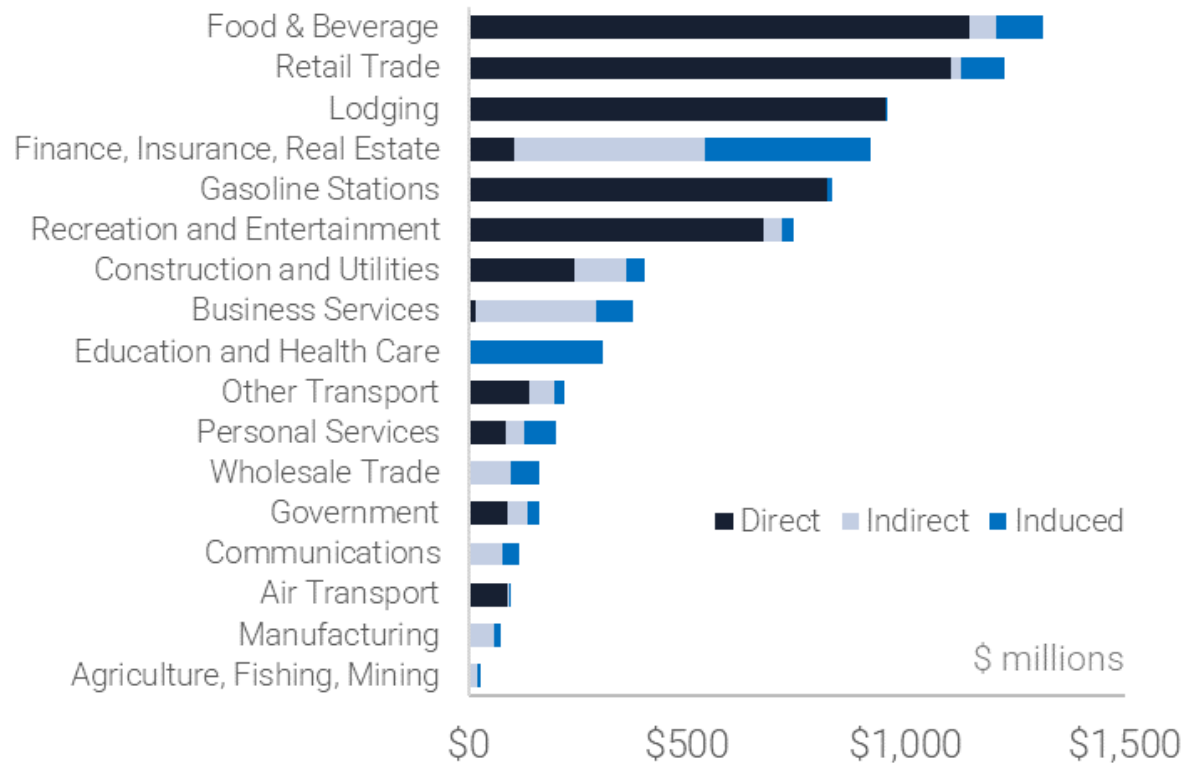 Food & Beverage
Retail Trade
Lodging
Finance, Insurance, Real Estate
Gasoline Stations
Recreation and Entertainment
Construction and Utilities
Business Services
Education and Health Care
Other Transport
Personal Services
Wholesale Trade
Government
Direct Indirect Induced
Communications
Air Transport
Manufacturing
$ millions
Agriculture, Fishing, Mining
$0 $500 $1,000 $1,500